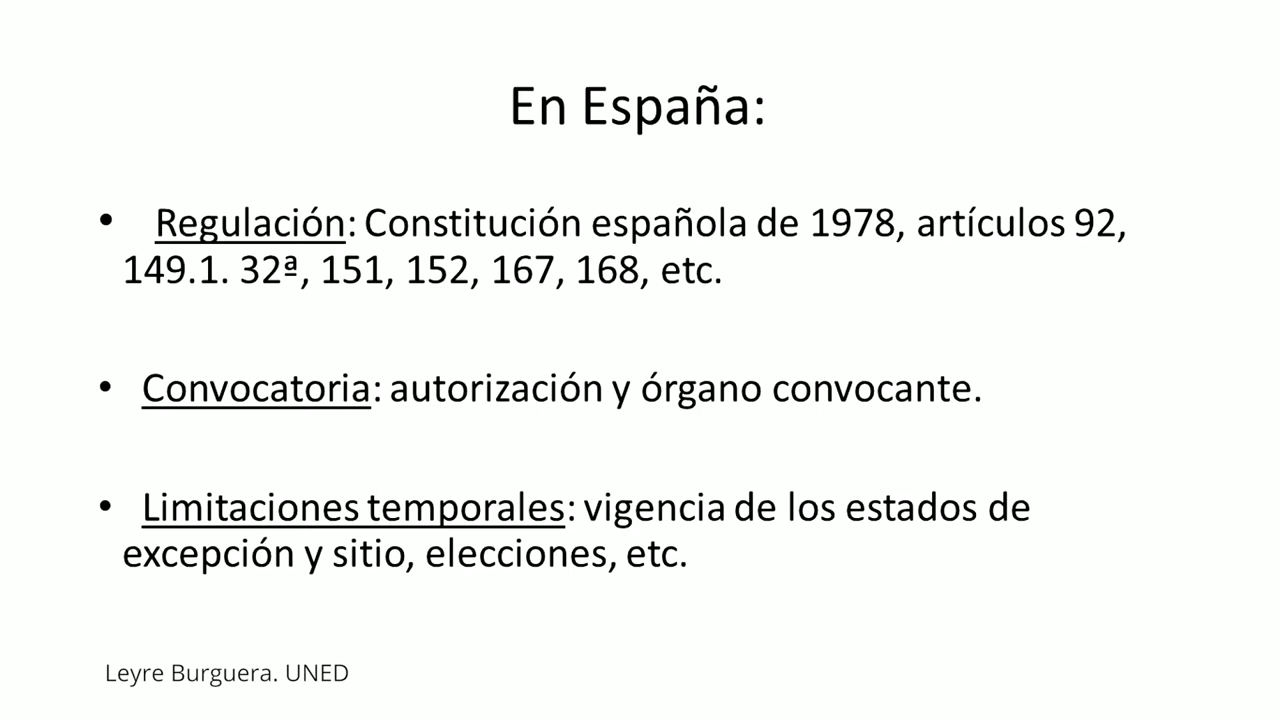 En España:
• Regulación: Constitución española de 1978, artículos 92,
149.1. 32ª, 151, 152, 167, 168, etc.
• Convocatoria: autorización y órgano convocante.
• Limitaciones temporales: vigencia de los estados de
excepción y sitio, elecciones, etc.
Leyre Burguera. UNED